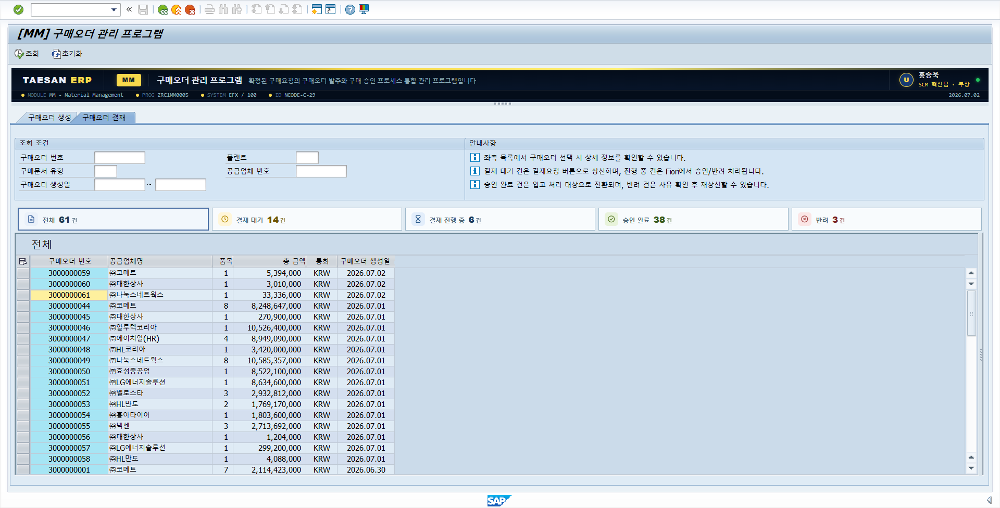 [MM] 구매오더 관리 프로그램
조회 초기화
TAESAN ERP MM 구매오더 관리 프로그램 확정된 구매요청의 구매오더 발주와 구매 승인 프로세스 통합 관리 프로그램입니다 U 홍승욱
SCM 혁신팀 · 부장
MODULE MM - Material Management PROG ZRC1MM0005 SYSTEM EFX / 100 ID NCODE-C-29 2026.07.02
구매오더 생성 구매오더 결재
조회 조건
구매오더 번호 플랜트
구매문서 유형 공급업체 번호
구매오더 생성일 ~
안내사항
좌측 목록에서 구매오더 선택 시 상세 정보를 확인할 수 있습니다.
결재 대기 건은 결재요청 버튼으로 상신하며, 진행 중 건은 Fiori에서 승인/반려 처리됩니다.
승인 완료 건은 입고 처리 대상으로 전환되며, 반려 건은 사유 확인 후 재상신할 수 있습니다.
전체 61 건 결재 대기 14 건 결재 진행 중 6 건 승인 완료 38 건 반려 3 건
전체
구매오더 번호 공급업체명 품목 총 금액 통화 구매오더 생성일
3000000059 ㈜코메트 1 5,394,000 KRW 2026.07.02
3000000060 ㈜대한상사 1 3,010,000 KRW 2026.07.02
3000000061 ㈜나눅스네트웍스 1 33,336,000 KRW 2026.07.02
3000000044 ㈜코메트 8 8,248,647,000 KRW 2026.07.01
3000000045 ㈜대한상사 1 270,900,000 KRW 2026.07.01
3000000046 ㈜알루텍코리아 1 10,526,400,000 KRW 2026.07.01
3000000047 ㈜에이치알(HR) 4 8,949,090,000 KRW 2026.07.01
3000000048 ㈜HL코리아 1 3,420,000,000 KRW 2026.07.01
3000000049 ㈜나눅스네트웍스 8 10,585,357,000 KRW 2026.07.01
3000000050 ㈜효성중공업 1 8,522,100,000 KRW 2026.07.01
3000000051 ㈜LG에너지솔루션 1 8,634,600,000 KRW 2026.07.01
3000000052 ㈜벨로스타 3 2,932,812,000 KRW 2026.07.01
3000000053 ㈜HL만도 2 1,769,170,000 KRW 2026.07.01
3000000054 ㈜흥아타이어 1 1,803,600,000 KRW 2026.07.01
3000000055 ㈜넥센 3 2,713,692,000 KRW 2026.07.01
3000000056 ㈜대한상사 1 1,204,000 KRW 2026.07.01
3000000057 ㈜LG에너지솔루션 1 299,200,000 KRW 2026.07.01
3000000058 ㈜HL만도 1 4,088,000 KRW 2026.07.01
3000000001 ㈜코메트 7 2,114,423,000 KRW 2026.06.30
SAP